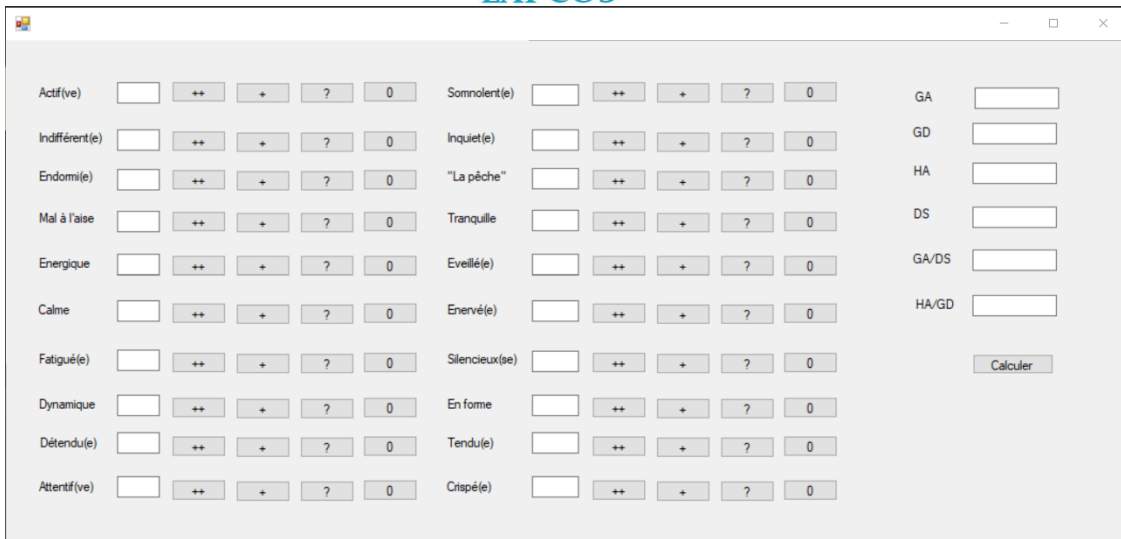 LAPCOS
Actif(ve) ++ + ? 0 Somnolent(e) ++ + ? 0 GA
Indifférent(e) ++ + ? 0 Inquiet(e) ++ + ? 0 GD
Endormi(e) ++ + ? 0 "La pêche" ++ + ? 0 HA
Mal à l'aise ++ + ? 0 Tranquille ++ + ? 0 DS
Energique ++ + ? 0 Eveillé(e) ++ + ? 0 GA/DS
Calme ++ + ? 0 Enervé(e) ++ + ? 0 HA/GD
Fatigué(e) ++ + ? 0 Silencieux(se) ++ + ? 0 Calculer
Dynamique ++ + ? 0 En forme ++ + ? 0
Détendu(e) ++ + ? 0 Tendu(e) ++ + ? 0
Attentif(ve) ++ + ? 0 Crispé(e) ++ + ? 0